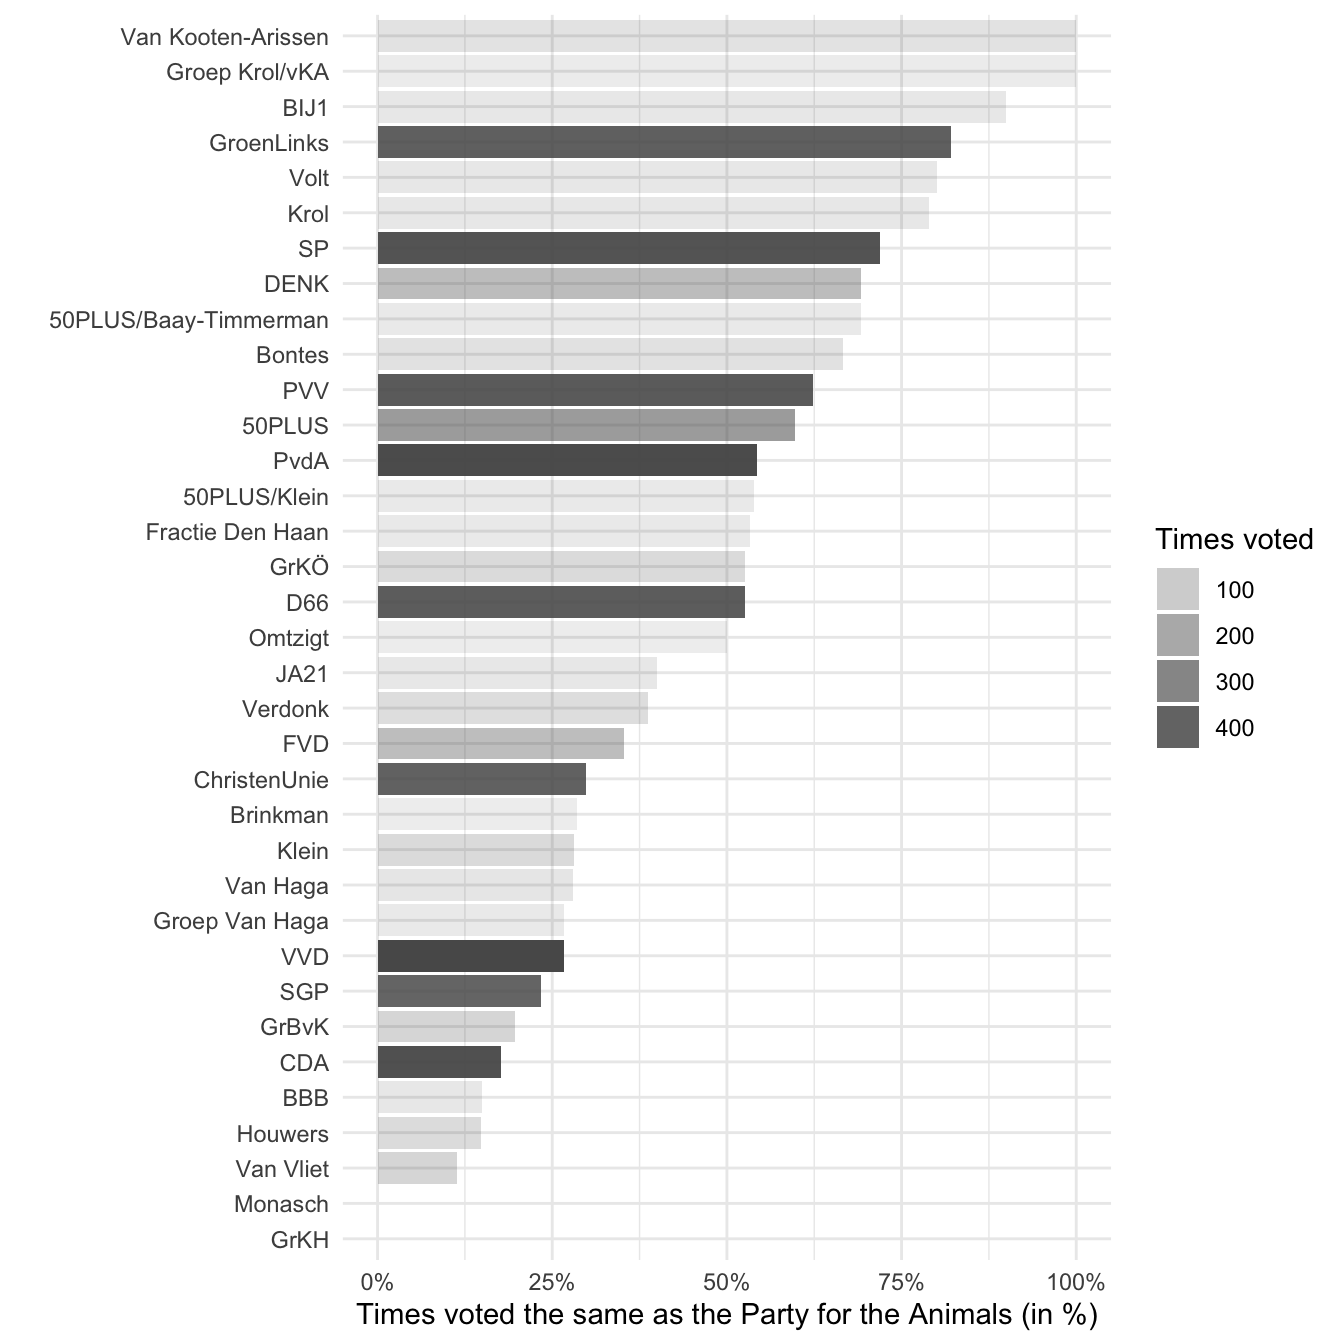 Van Kooten-Arissen
Groep Krol/vKA
BIJ1
GroenLinks
Volt
Krol
SP
DENK
50PLUS/Baay-Timmerman
Bontes
PVV
50PLUS
PvdA
50PLUS/Klein
Fractie Den Haan
GrKÖ
D66
Omtzigt
JA21
Verdonk
FVD
ChristenUnie
Brinkman
Klein
Van Haga
Groep Van Haga
VVD
SGP
GrBvK
CDA
BBB
Houwers
Van Vliet
Monasch
GrKH
0% 25% 50% 75% 100%
Times voted the same as the Party for the Animals (in %)
Times voted
100
200
300
400